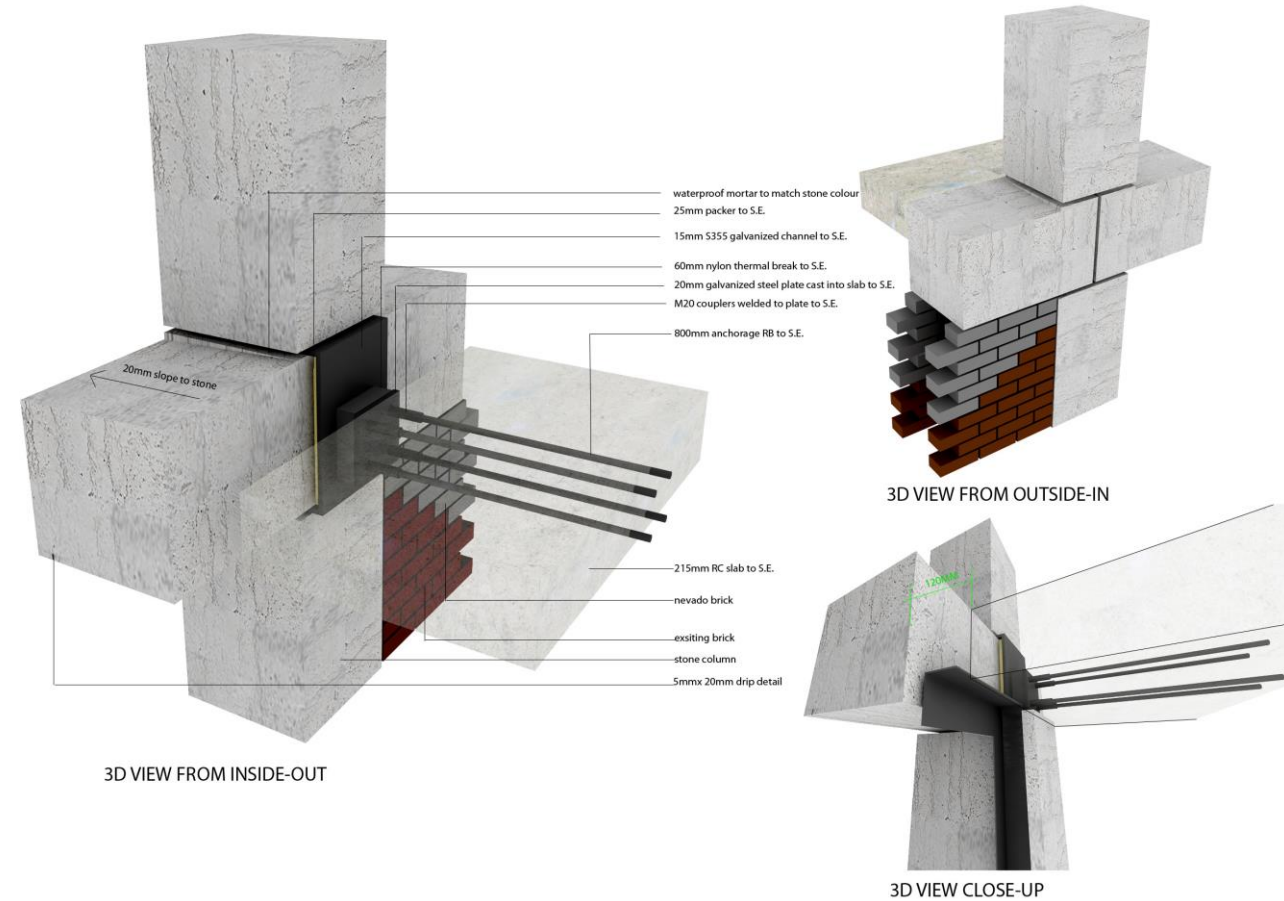 waterproof mortar to match stone colour
25mm packer to S.E.
15mm S355 galvanized channel to S.E.
60mm nylon thermal break to S.E.
20mm galvanized steel plate cast into slab to S.E.
M20 couplers welded to plate to S.E.
800mm anchorage RB to S.E.
20mm slope to stone
215mm RC slab to S.E.
nevado brick
exsiting brick
stone column
5mmx 20mm drip detail
3D VIEW FROM INSIDE-OUT
3D VIEW FROM OUTSIDE-IN
120MM
3D VIEW CLOSE-UP